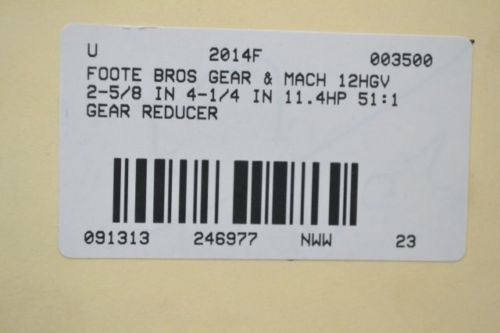 U 2014F 003500
FOOTE BROS GEAR & MACH 12HGV
2-5/8 IN 4-1/4 IN 11.4HP 51:1
GEAR REDUCER
091313 246977 NWW 23